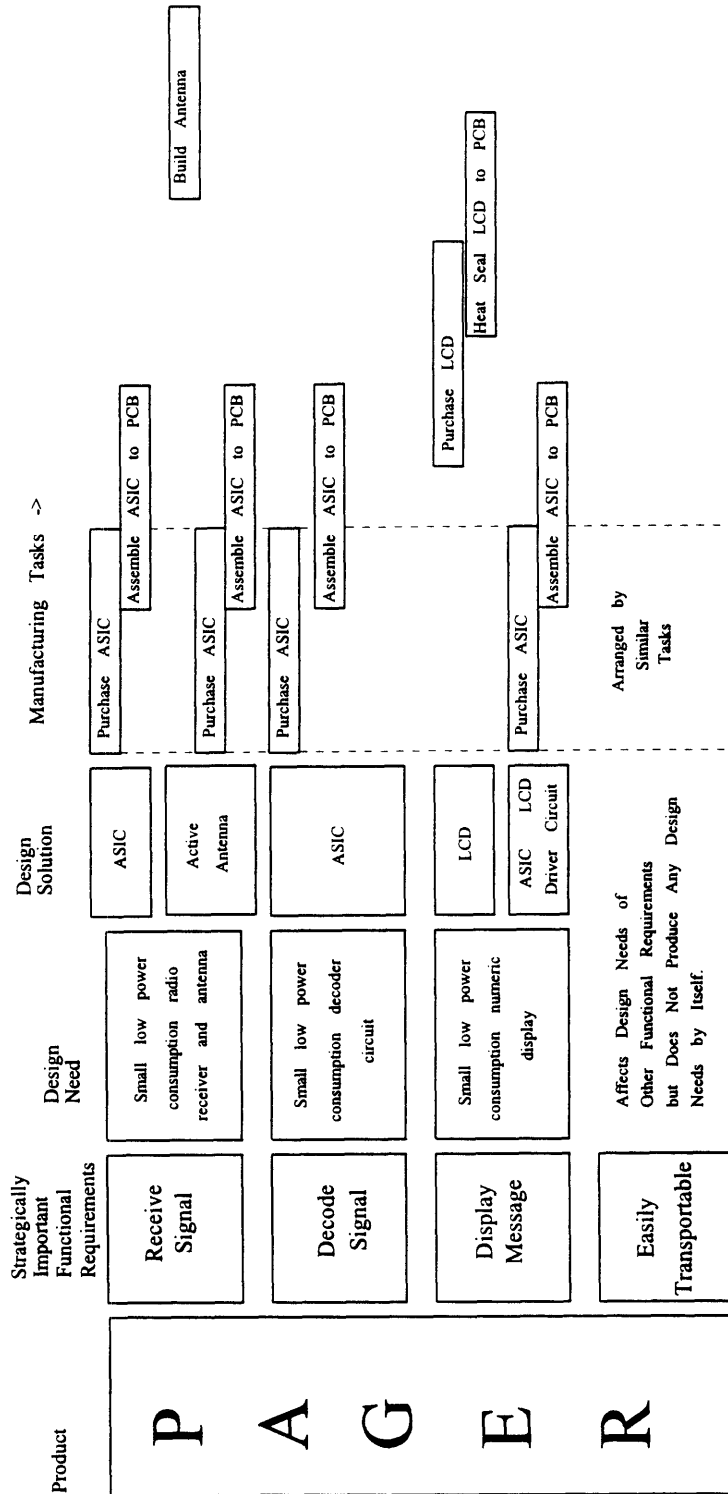 Product
Strategically
Important
Functional
Requirements
Design
Need
Design
Solution
Manufacturing Tasks ->
P
A
G
E
R
Receive
Signal
Small low power
consumption radio
receiver and antenna
ASIC
Purchase ASIC
Assemble ASIC to PCB
Active
Antenna
Purchase ASIC
Assemble ASIC to PCB
Build Antenna
Decode
Signal
Small low power
consumption decoder
circuit
ASIC
Purchase ASIC
Assemble ASIC to PCB
Display
Message
Small low power
consumption numeric
display
LCD
Purchase LCD
Heat Seal LCD to PCB
ASIC LCD
Driver Circuit
Purchase ASIC
Assemble ASIC to PCB
Easily
Transportable
Affects Design Needs of
Other Functional Requirements
but Does Not Produce Any Design
Needs by Itself.
Arranged by
Similar
Tasks